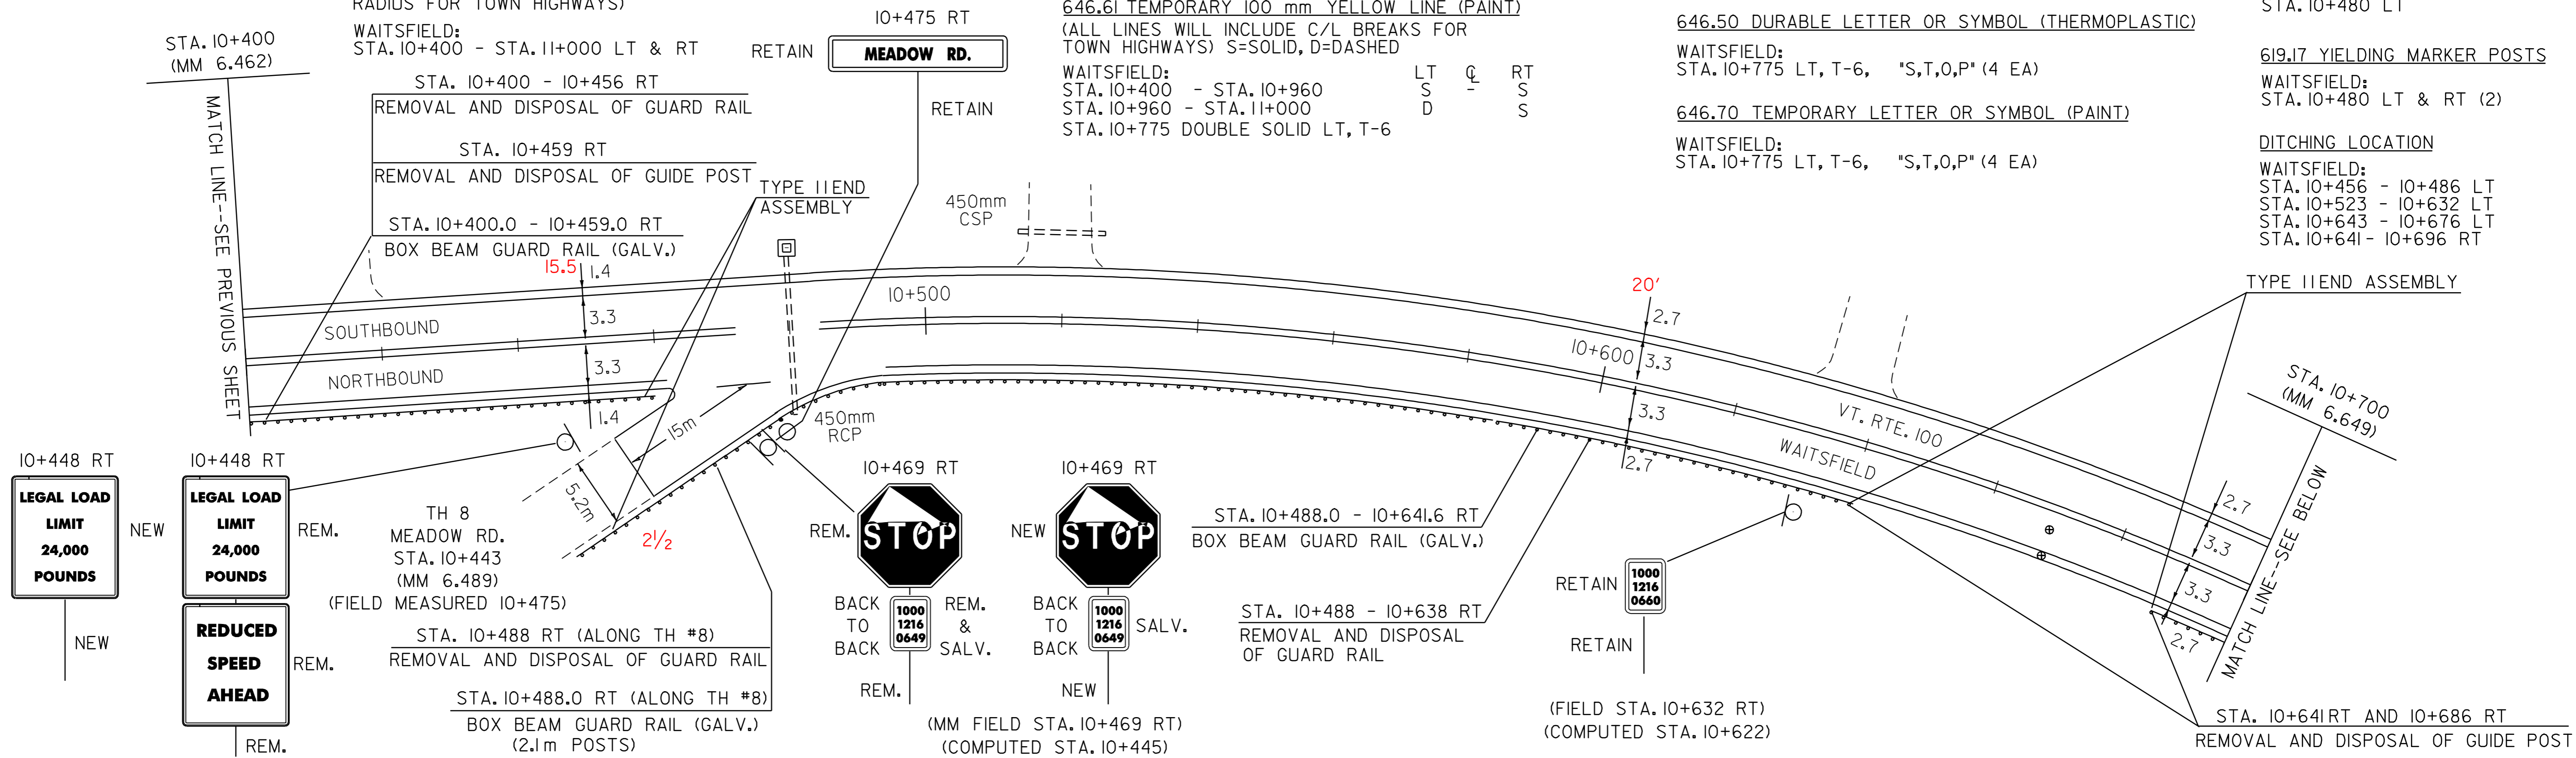 RADIUS FOR TOWN HIGHWAYS)
WAITSFIELD:
STA. 10+400 - STA. 11+000 LT & RT
STA. 10+400
(MM 6.462)
MATCH LINE--SEE PREVIOUS SHEET
STA. 10+400 - 10+456 RT
REMOVAL AND DISPOSAL OF GUARD RAIL
STA. 10+459 RT
REMOVAL AND DISPOSAL OF GUIDE POST
STA. 10+400.0 - 10+459.0 RT
BOX BEAM GUARD RAIL (GALV.)
TYPE II END
ASSEMBLY
10+475 RT
RETAIN
MEADOW RD.
RETAIN
646.61 TEMPORARY 100 mm YELLOW LINE (PAINT)
(ALL LINES WILL INCLUDE C/L BREAKS FOR
TOWN HIGHWAYS) S=SOLID, D=DASHED
WAITSFIELD: LT ℄ RT
STA. 10+400 - STA. 10+960 S - S
STA. 10+960 - STA. 11+000 D S
STA. 10+775 DOUBLE SOLID LT, T-6
646.50 DURABLE LETTER OR SYMBOL (THERMOPLASTIC)
WAITSFIELD:
STA. 10+775 LT, T-6, "S,T,O,P" (4 EA)
646.70 TEMPORARY LETTER OR SYMBOL (PAINT)
WAITSFIELD:
STA. 10+775 LT, T-6, "S,T,O,P" (4 EA)
STA. 10+480 LT
619.17 YIELDING MARKER POSTS
WAITSFIELD:
STA. 10+480 LT & RT (2)
DITCHING LOCATION
WAITSFIELD:
STA. 10+456 - 10+486 LT
STA. 10+523 - 10+632 LT
STA. 10+643 - 10+676 LT
STA. 10+641 - 10+696 RT
TYPE II END ASSEMBLY
450mm
CSP
15.5
1.4
3.3
3.3
1.4
SOUTHBOUND
NORTHBOUND
10+500
20'
2.7
10+600
3.3
3.3
2.7
VT. RTE. 100
WAITSFIELD
STA. 10+700
(MM 6.649)
2.7
3.3
3.3
2.7
MATCH LINE--SEE BELOW
15m
5.2m
2 1/2
450mm
RCP
10+448 RT
LEGAL LOAD
LIMIT
24,000
POUNDS
NEW
NEW
10+448 RT
LEGAL LOAD
LIMIT
24,000
POUNDS
REM.
REDUCED
SPEED
AHEAD
REM.
REM.
TH 8
MEADOW RD.
STA. 10+443
(MM 6.489)
(FIELD MEASURED 10+475)
STA. 10+488 RT (ALONG TH #8)
REMOVAL AND DISPOSAL OF GUARD RAIL
STA. 10+488.0 RT (ALONG TH #8)
BOX BEAM GUARD RAIL (GALV.)
(2.1m POSTS)
10+469 RT
REM.
STOP
BACK
TO
BACK
1000
1216
0649
REM.
&
SALV.
REM.
10+469 RT
NEW
STOP
BACK
TO
BACK
1000
1216
0649
SALV.
NEW
(MM FIELD STA. 10+469 RT)
(COMPUTED STA. 10+445)
STA. 10+488.0 - 10+641.6 RT
BOX BEAM GUARD RAIL (GALV.)
STA. 10+488 - 10+638 RT
REMOVAL AND DISPOSAL
OF GUARD RAIL
RETAIN
1000
1216
0660
RETAIN
(FIELD STA. 10+632 RT)
(COMPUTED STA. 10+622)
STA. 10+641 RT AND 10+686 RT
REMOVAL AND DISPOSAL OF GUIDE POST